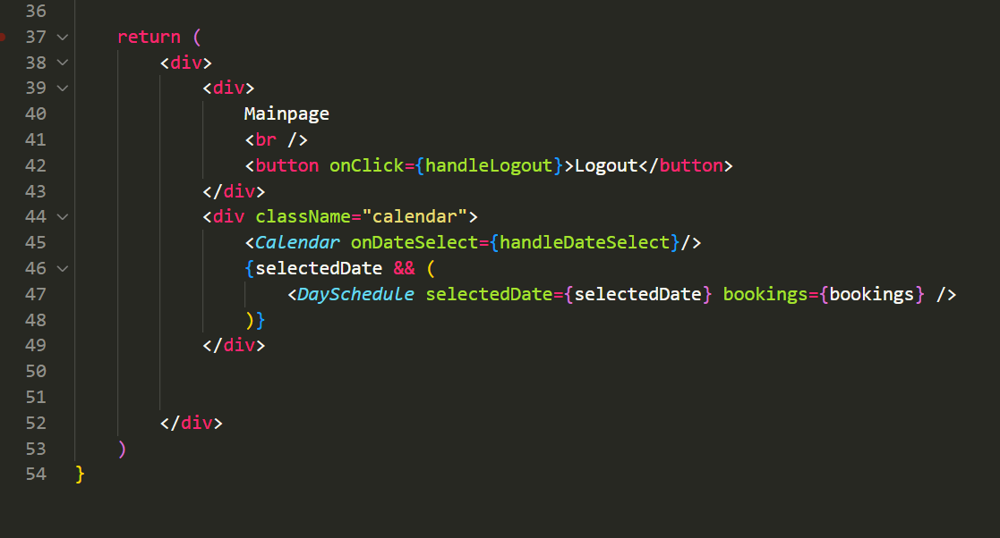 36
37     return (
38         <div>
39             <div>
40                 Mainpage
41                 <br />
42                 <button onClick={handleLogout}>Logout</button>
43             </div>
44             <div className="calendar">
45                 <Calendar onDateSelect={handleDateSelect}/>
46                 {selectedDate && (
47                     <DaySchedule selectedDate={selectedDate} bookings={bookings} />
48                 )}
49             </div>
50
51
52         </div>
53     )
54 }